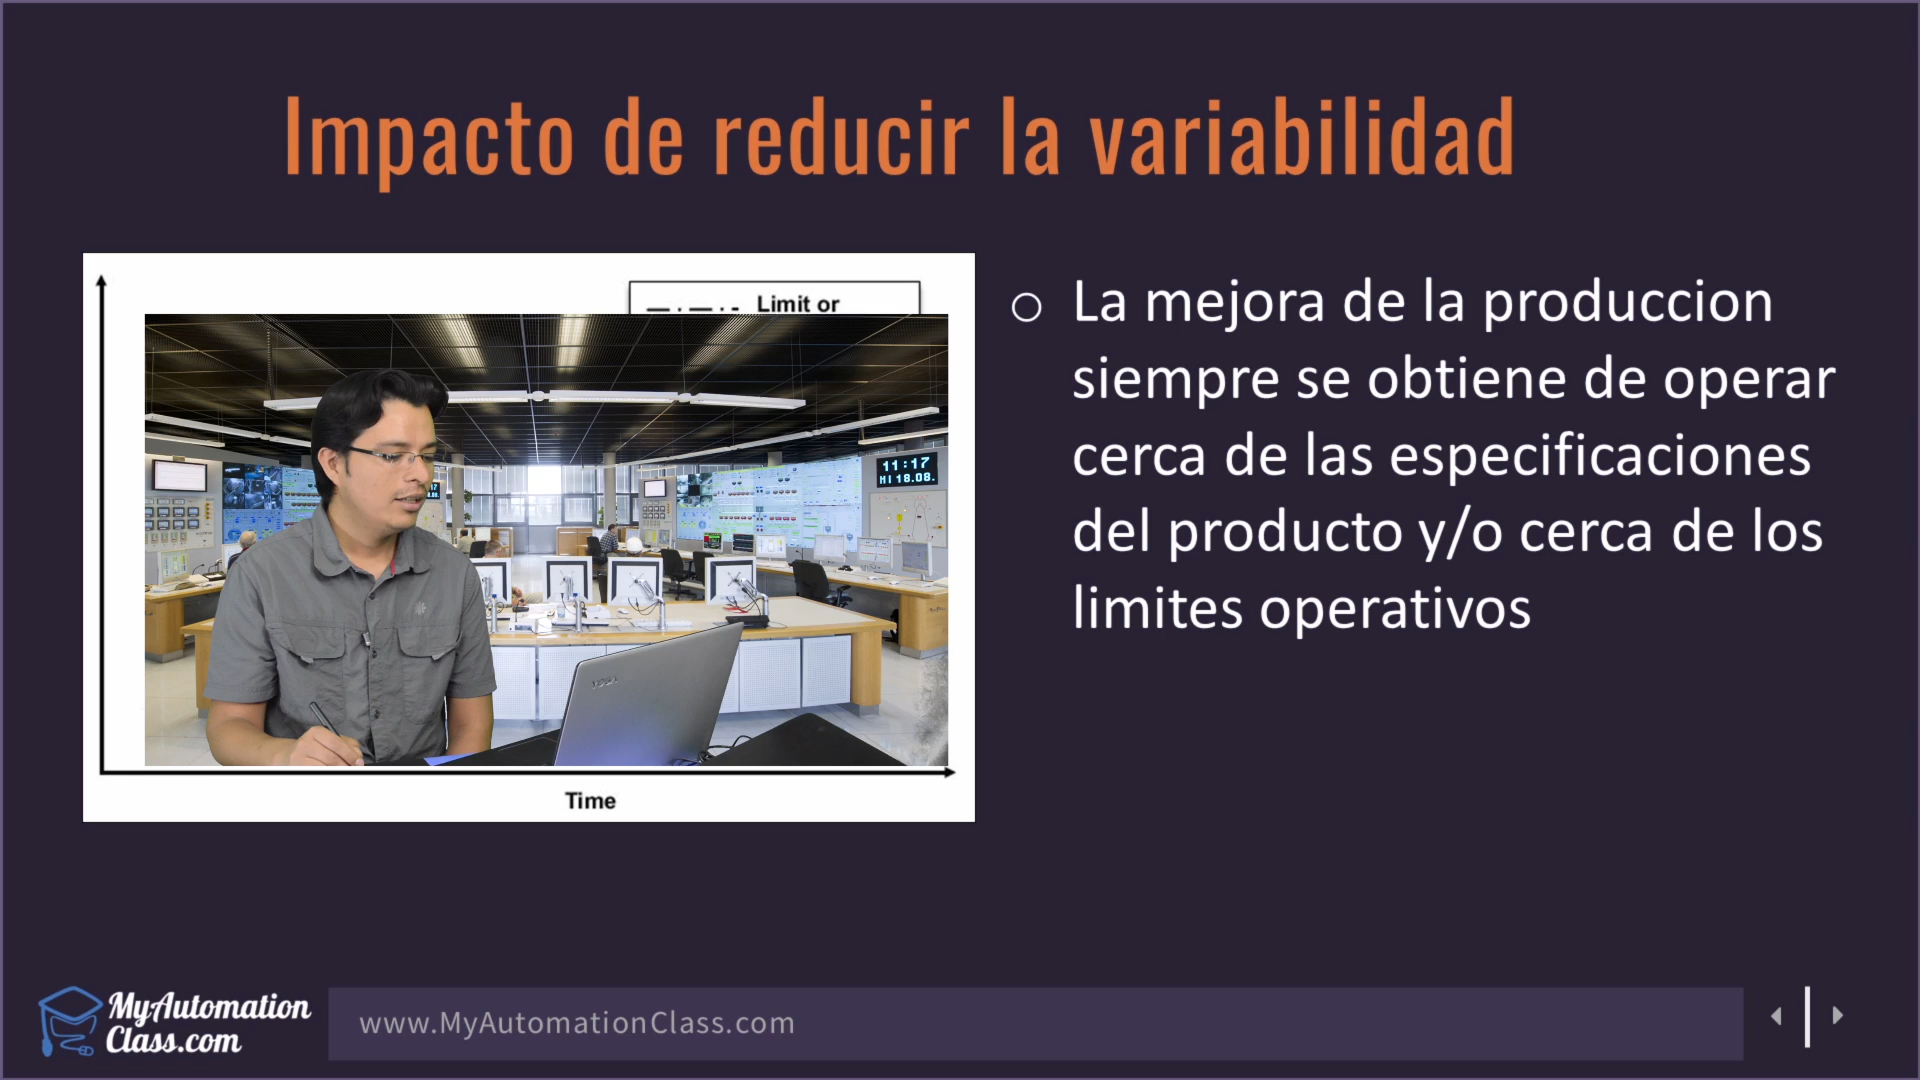 Impacto de reducir la variabilidad
Limit or
11:17
MI 18.08.
YOGA
Time
○ La mejora de la produccion
siempre se obtiene de operar
cerca de las especificaciones
del producto y/o cerca de los
limites operativos
MyAutomation
Class.com
www.MyAutomationClass.com